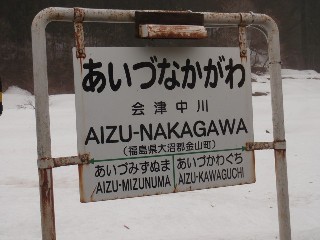 あいづなかがわ
会津中川
AIZU-NAKAGAWA
(福島県大沼郡金山町)
あいづみずぬま あいづかわぐち
AIZU-MIZUNUMA AIZU-KAWAGUCHI